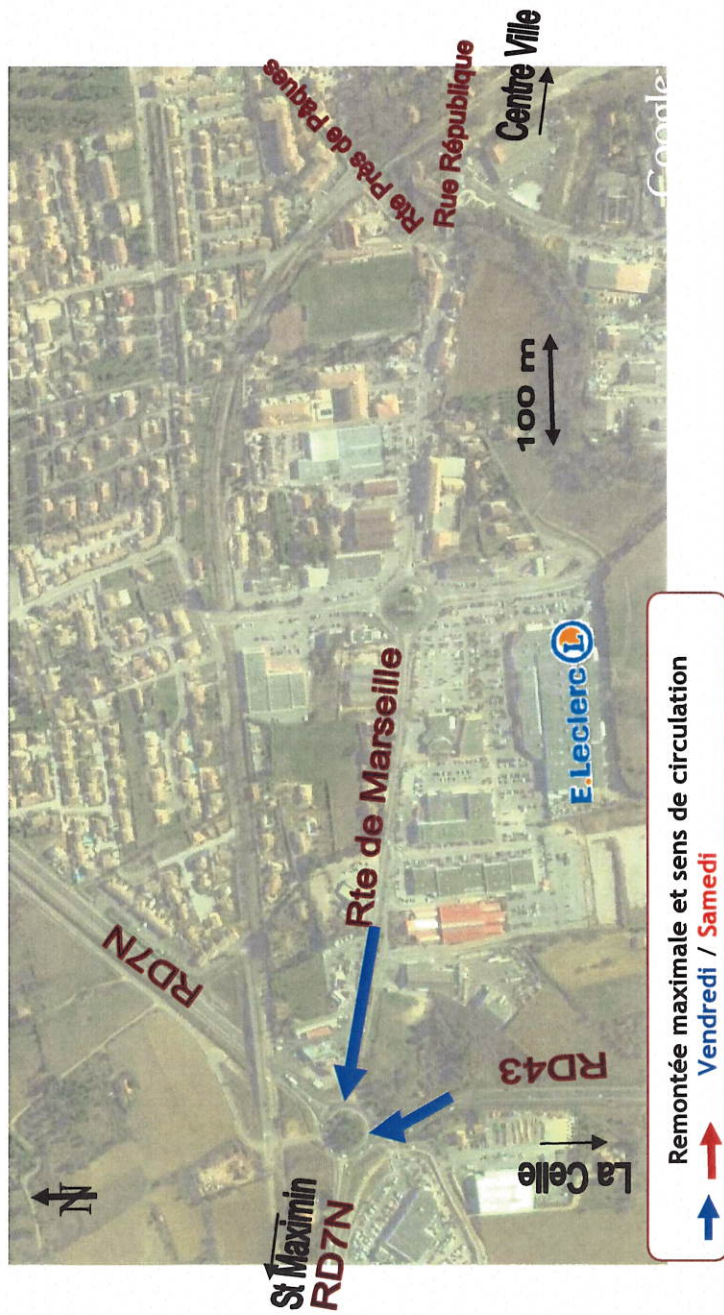 N
St Maximin
RD7N
RD7N
Rte Près de Pâques
Rue République
Centre Ville
Rte de Marseille
RD43
La Celle
100 m
E.Leclerc L
Google
Remontée maximale et sens de circulation
Vendredi / Samedi